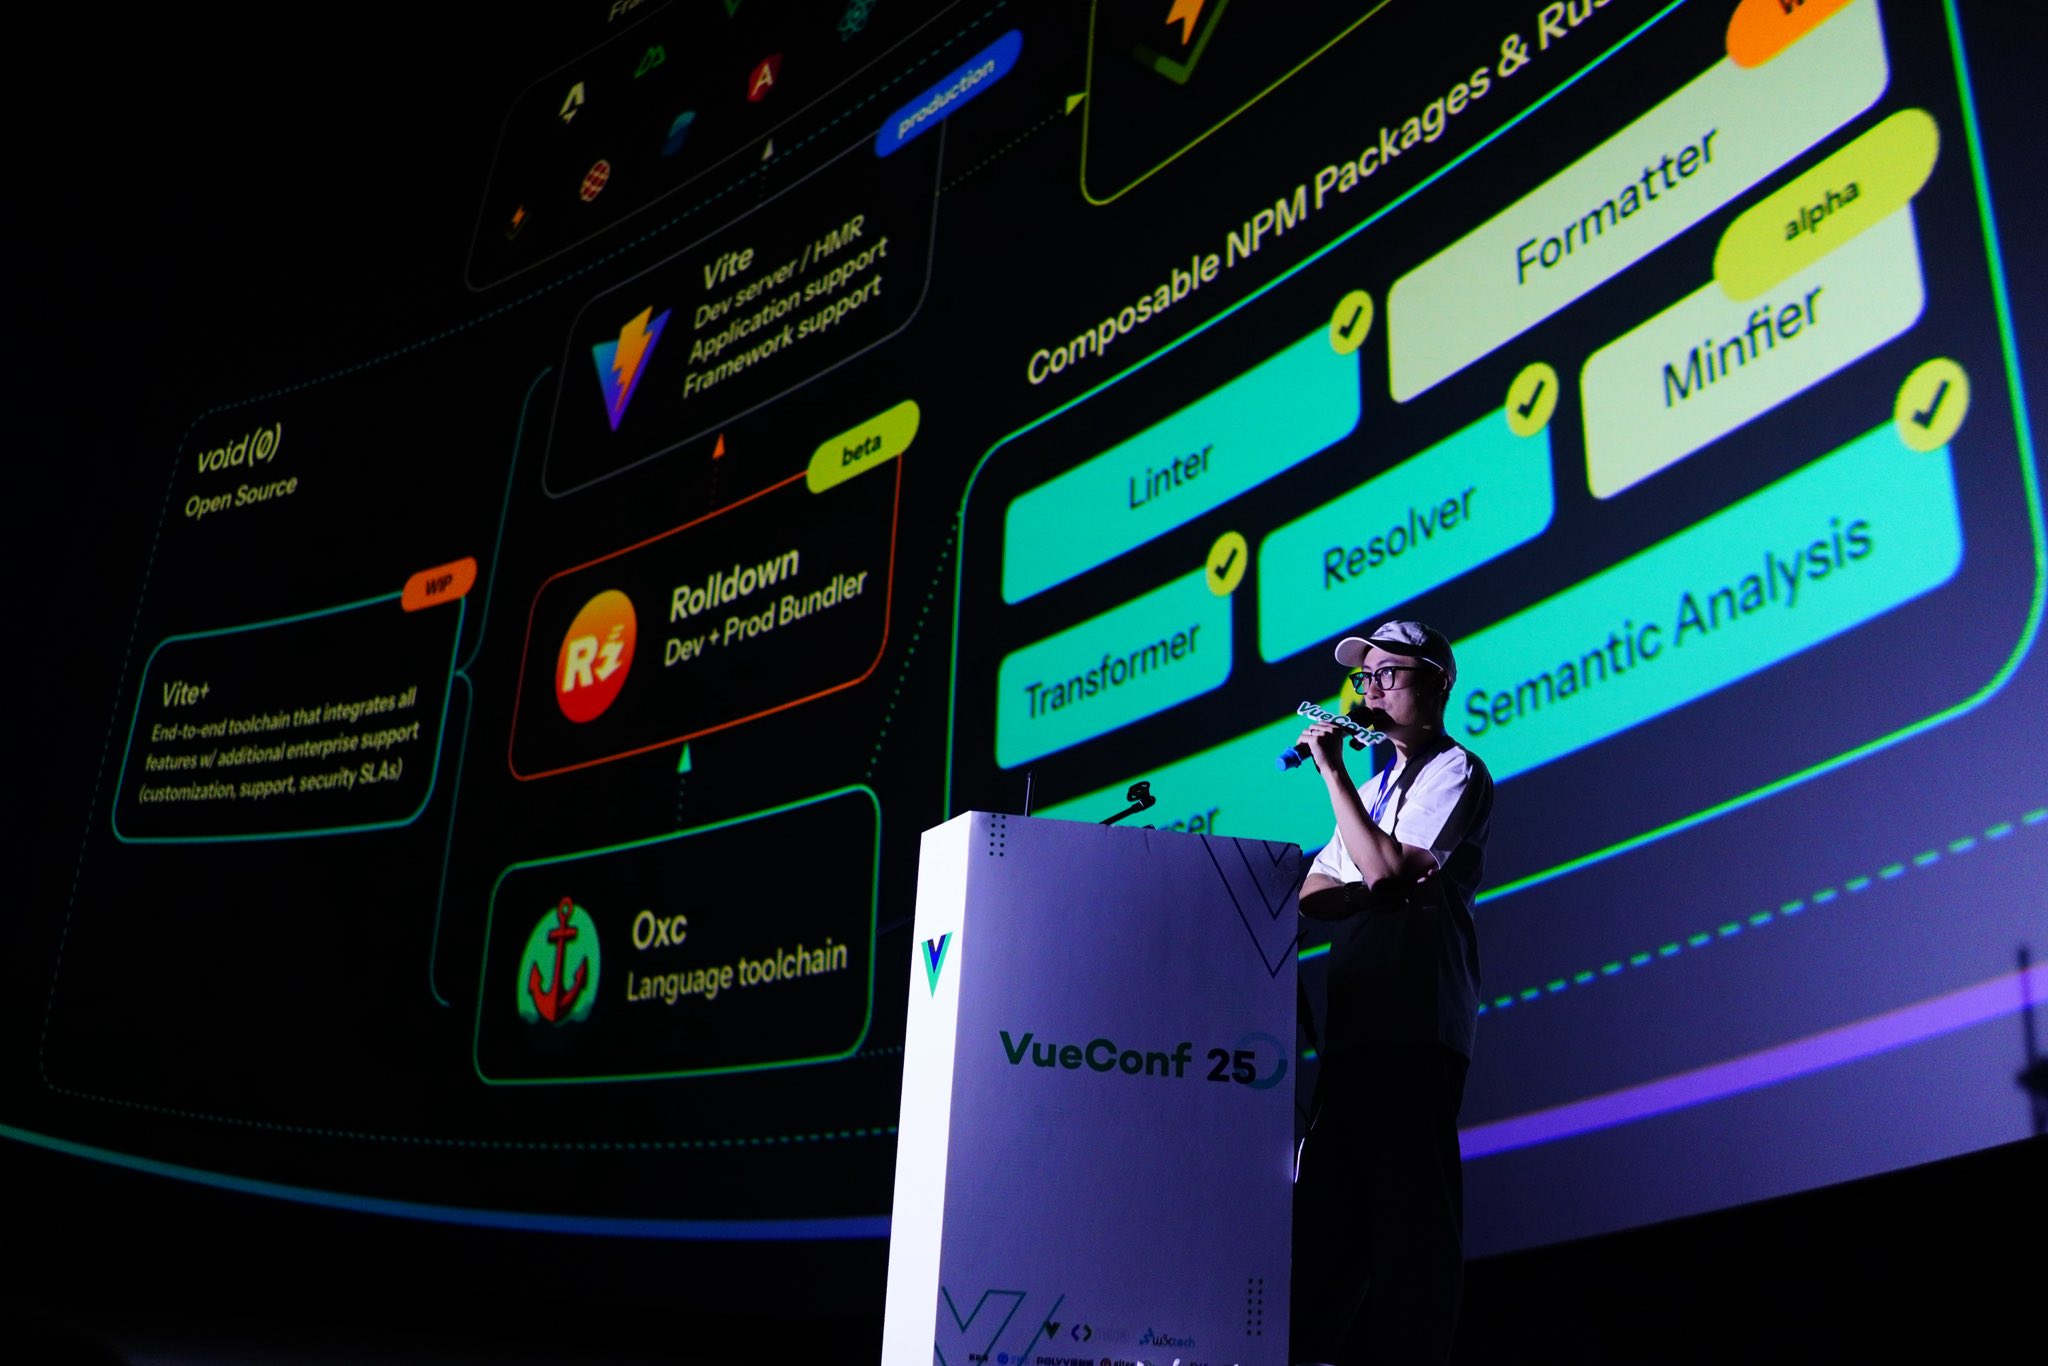 production
Vite
Dev server / HMR
Application support
Framework support
void(0)
Open Source
WIP
Vite+
End-to-end toolchain that integrates all
features w/ additional enterprise support
(customization, support, security SLAs)
beta
Rolldown
Dev + Prod Bundler
Oxc
Language toolchain
Composable NPM Packages & Rus
Formatter
alpha
Minfier
Linter
Resolver
Transformer
Semantic Analysis
VueConf
VueConf 25
w3ctech